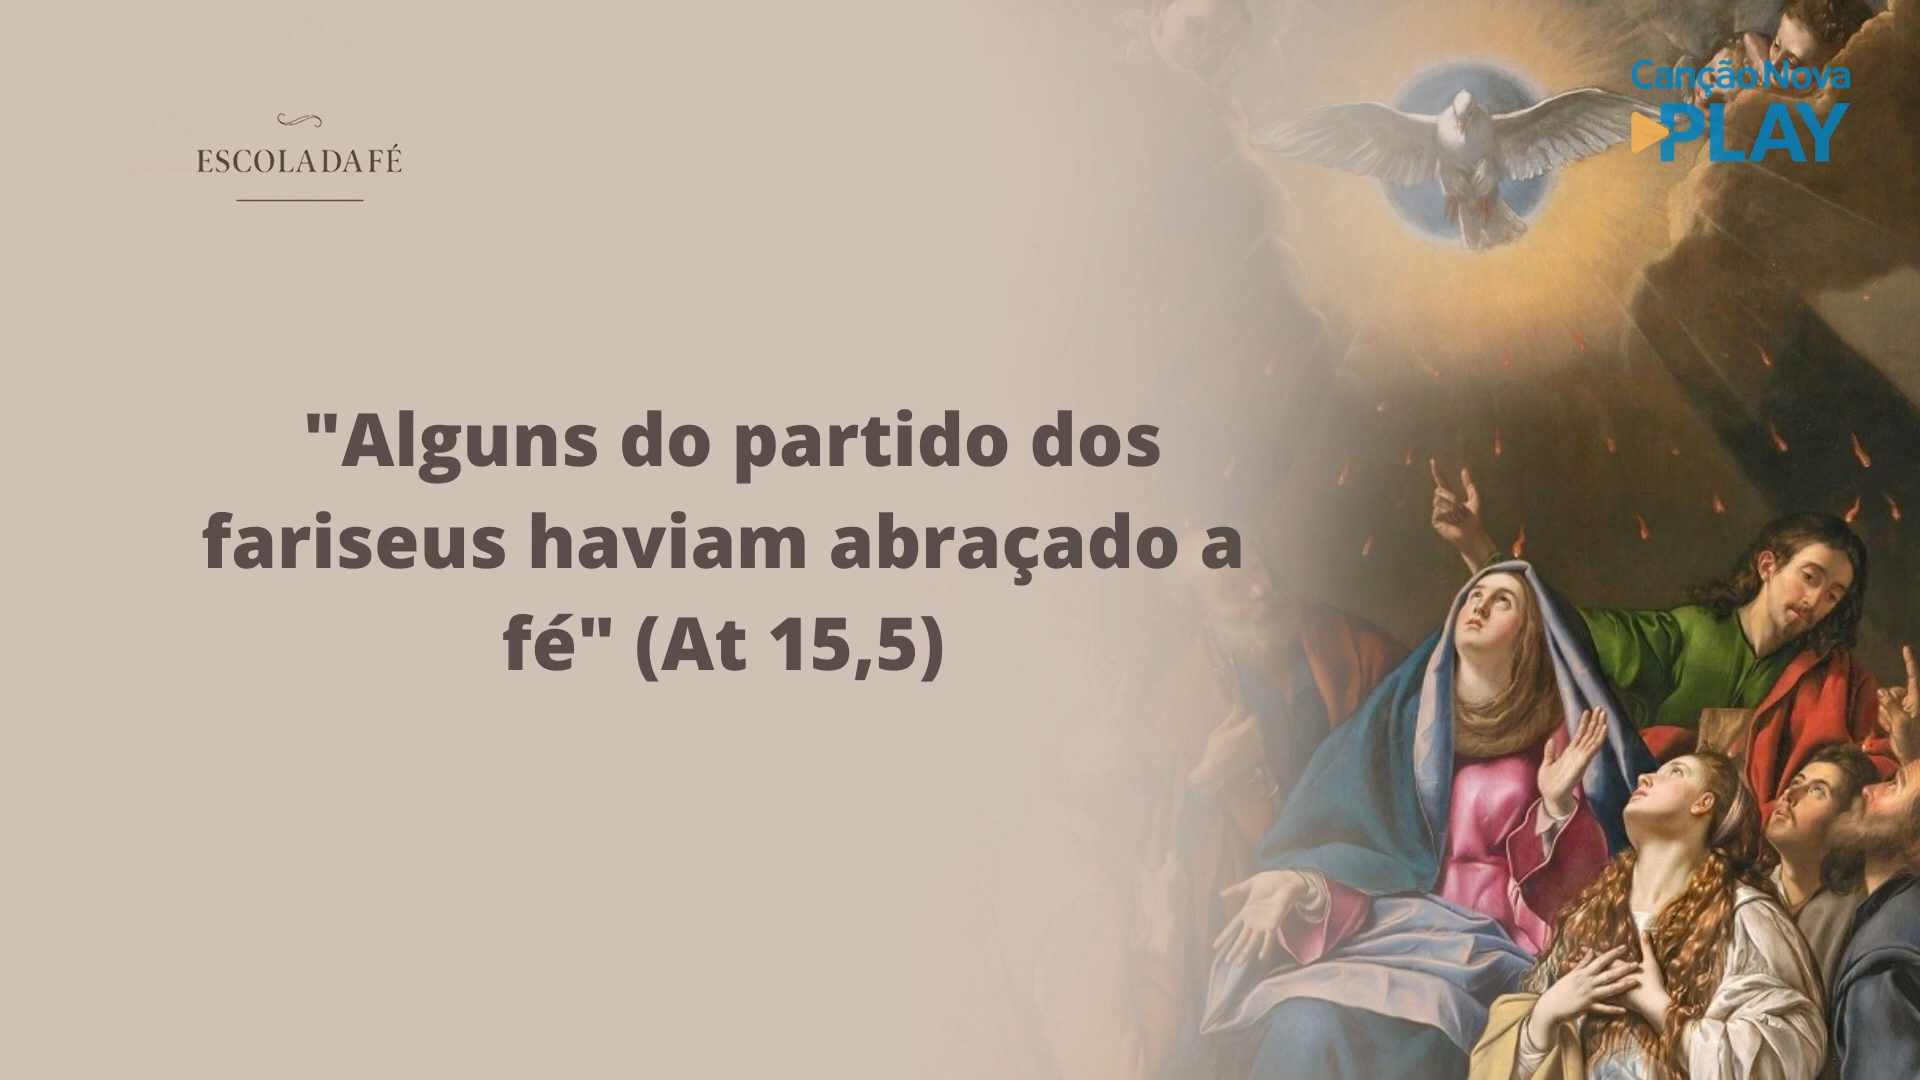 ESCOLADAFÉ
Canção Nova
PLAY
"Alguns do partido dos
fariseus haviam abraçado a
fé" (At 15,5)